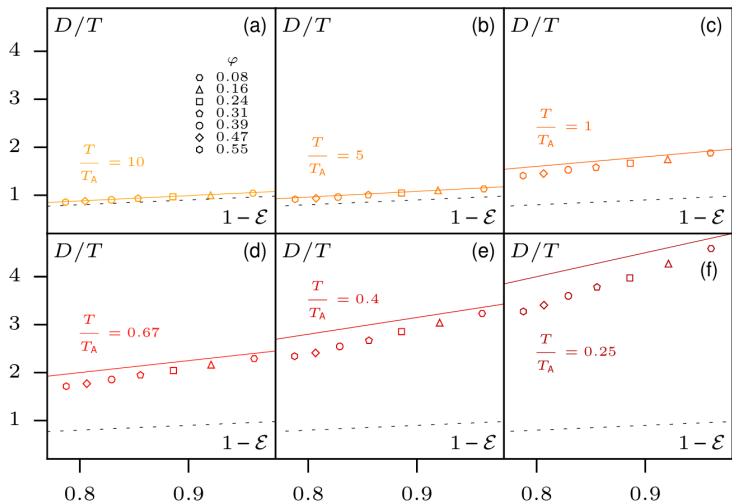 D/T (a) D/T (b) D/T (c)
4
φ
0.08
0.16
0.24
0.31
0.39
0.47
0.55
3
2
1
T/T_A = 10
T/T_A = 5
T/T_A = 1
1−ℰ 1−ℰ 1−ℰ
D/T (d) D/T (e) D/T (f)
4
3
2
1
T/T_A = 0.67
T/T_A = 0.4
T/T_A = 0.25
1−ℰ 1−ℰ 1−ℰ
0.8 0.9 0.8 0.9 0.8 0.9